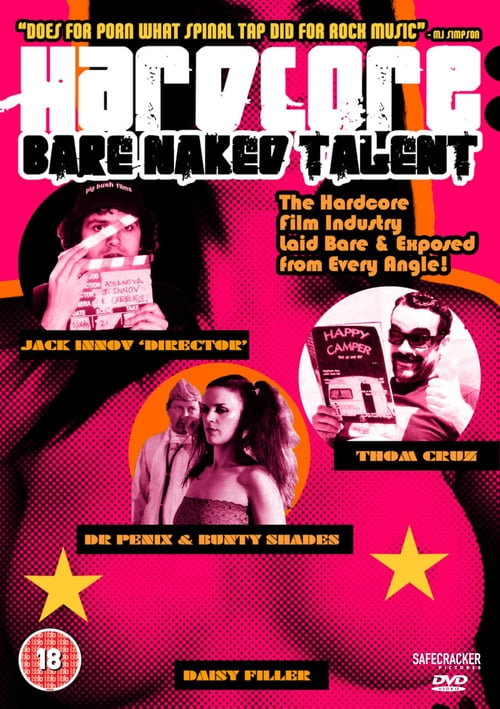 "DOES FOR PORN WHAT SPINAL TAP DID FOR ROCK MUSIC" - MJ SIMPSON
HARDCORE:
BARE NAKED TALENT
The Hardcore
Film Industry
Laid Bare & Exposed
From Every Angle!
pig bush films
JACK INNOV 'DIRECTOR'
HAPPY
CAMPER
THOM CRUZ
DR PENIX & BUNTY SHADES
DAISY FILLER
18
SAFECRACKER
PICTURES
DVD